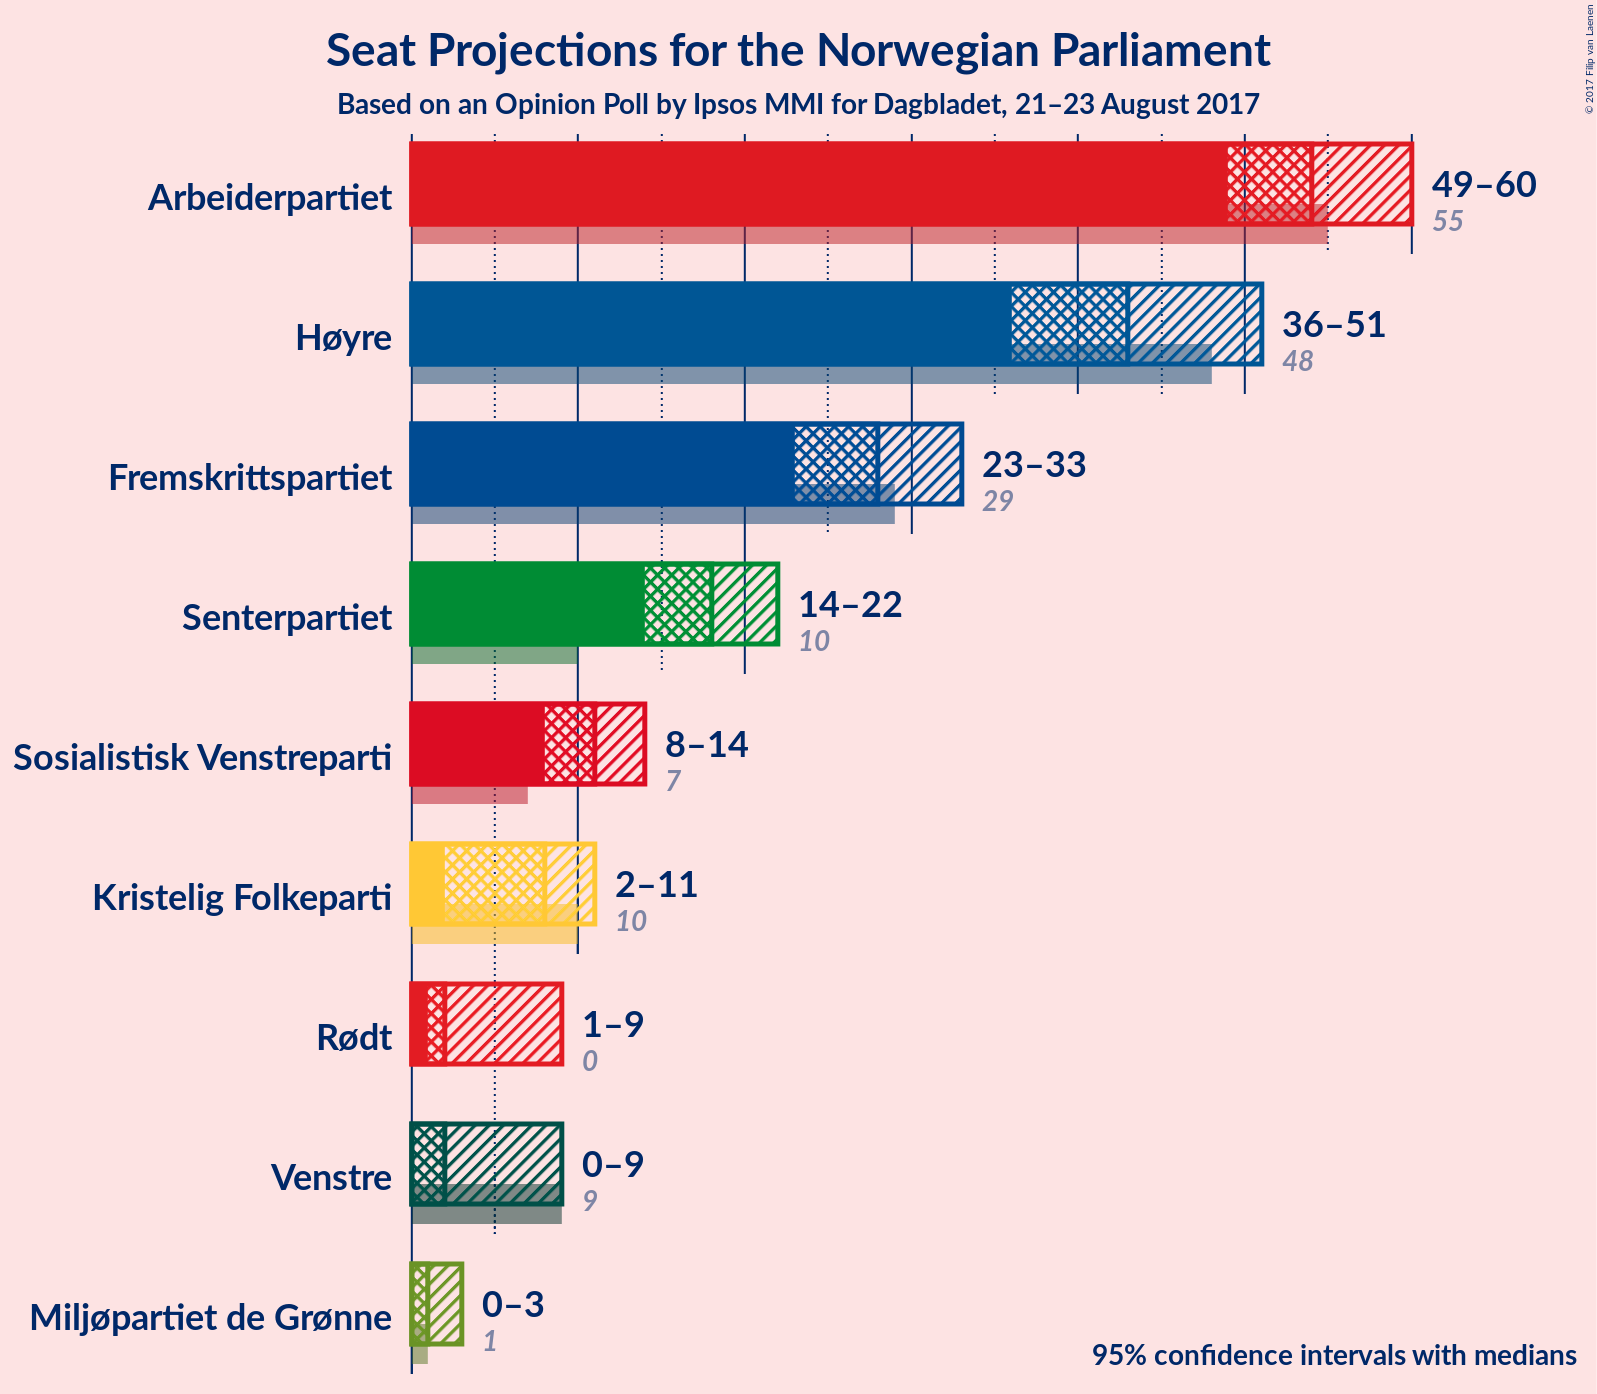 Seat Projections for the Norwegian Parliament
Based on an Opinion Poll by Ipsos MMI for Dagbladet, 21–23 August 2017
© 2017 Filip van Laenen
Arbeiderpartiet
49–60
55
Høyre
36–51
48
Fremskrittspartiet
23–33
29
Senterpartiet
14–22
10
Sosialistisk Venstreparti
8–14
7
Kristelig Folkeparti
2–11
10
Rødt
1–9
0
Venstre
0–9
9
Miljøpartiet de Grønne
0–3
1
95% confidence intervals with medians